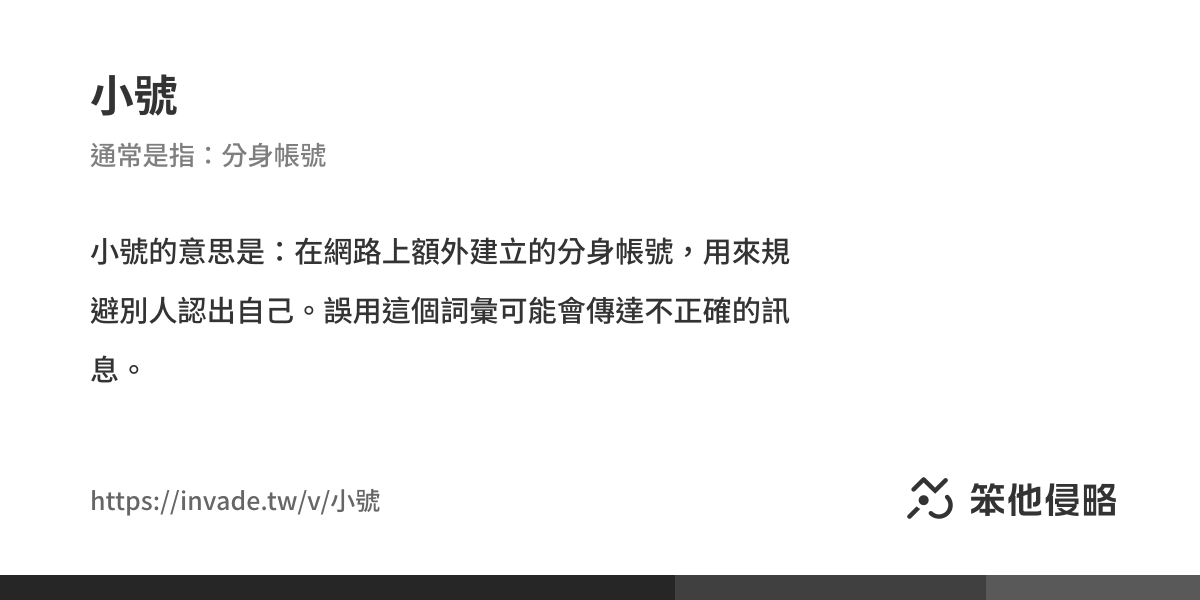 小號
通常是指：分身帳號
小號的意思是：在網路上額外建立的分身帳號，用來規
避別人認出自己。誤用這個詞彙可能會傳達不正確的訊
息。
https://invade.tw/v/小號
笨他侵略